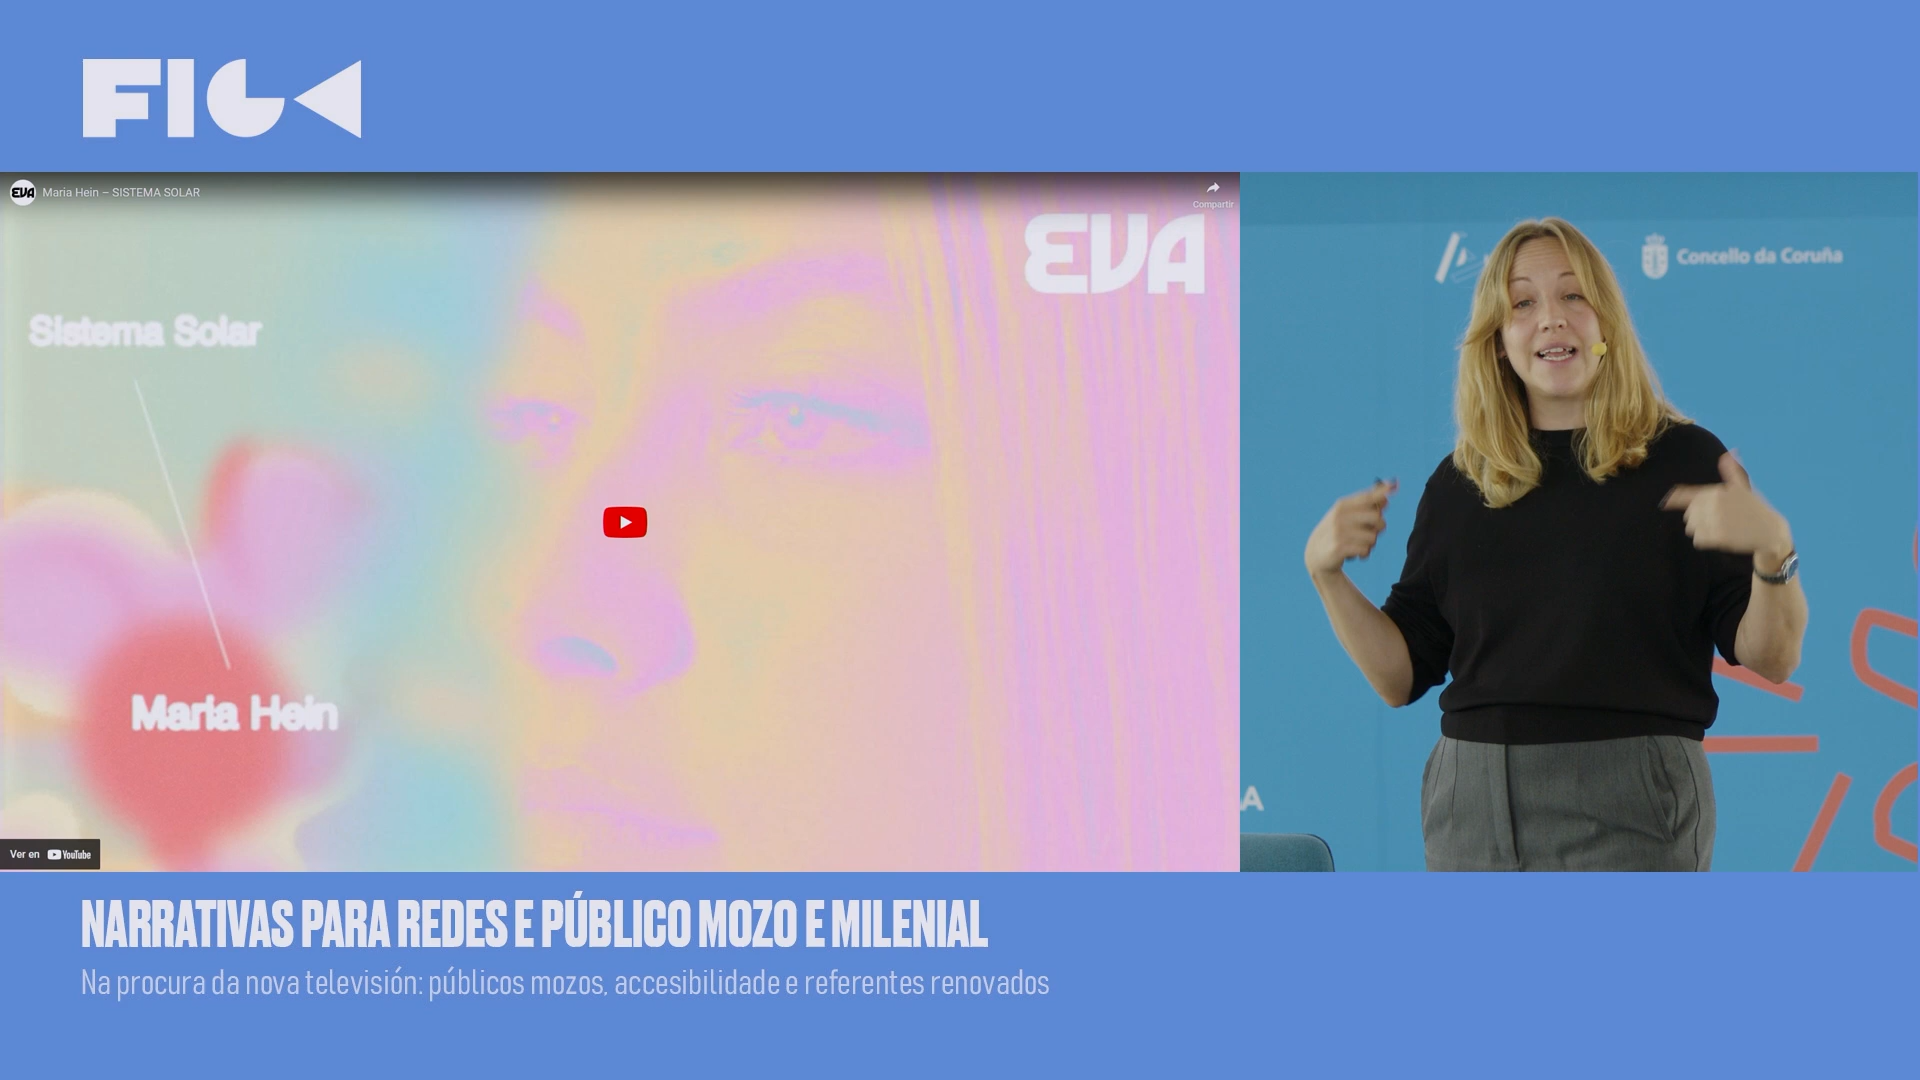 FIC
EVA
Maria Hein – SISTEMA SOLAR
Compartir
EVA
Sistema Solar
Maria Hein
Ver en YouTube
Concello da Coruña
A
NARRATIVAS PARA REDES E PÚBLICO MOZO E MILENIAL
Na procura da nova televisión: públicos mozos, accesibilidade e referentes renovados